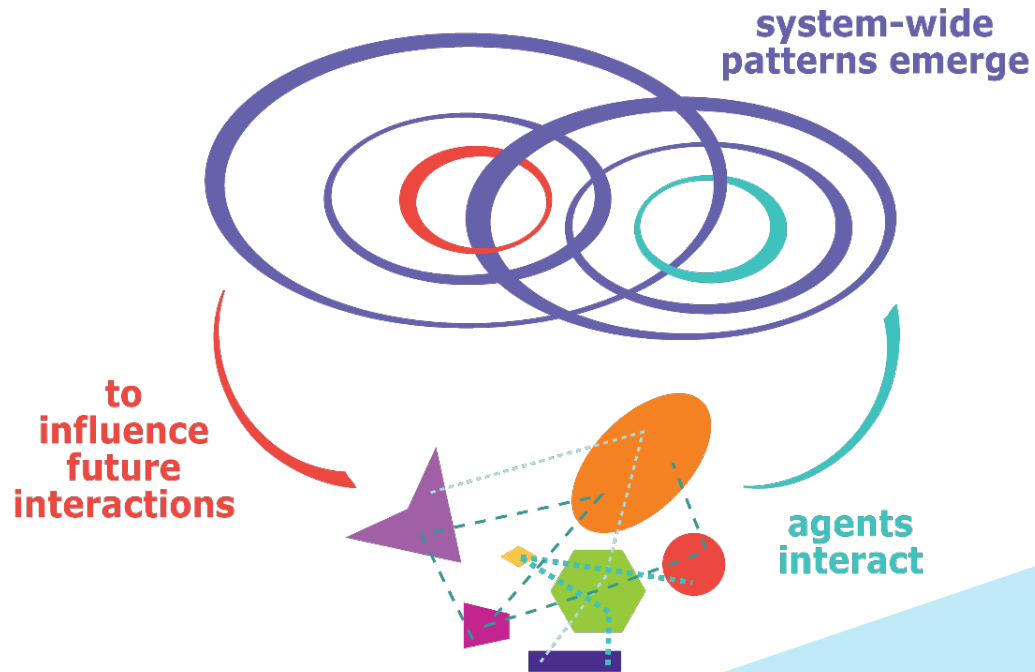 system-wide
patterns emerge
to
influence
future
interactions
agents
interact